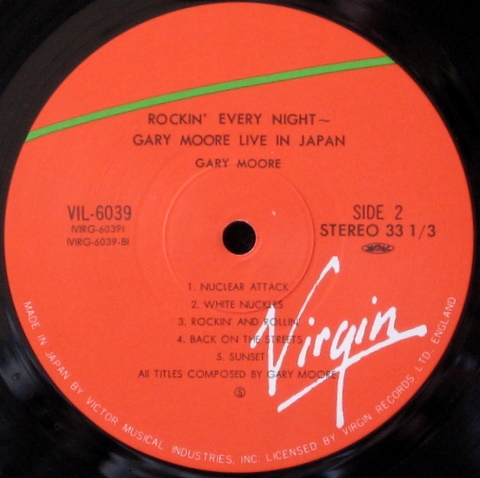 ROCKIN' EVERY NIGHT~
GARY MOORE LIVE IN JAPAN
GARY MOORE
VIL-6039
(VIRG-6039)
(VIRG-6039-B)
SIDE 2
STEREO 33 1/3
1. NUCLEAR ATTACK
2. WHITE NUCKLES
3. ROCKIN' AND ROLLIN'
4. BACK ON THE STREETS
5. SUNSET
All TITLES COMPOSED BY GARY MOORE
Ⓢ
Virgin
MADE IN JAPAN BY VICTOR MUSICAL INDUSTRIES, INC. LICENSED BY VIRGIN RECORDS LTD. ENGLAND